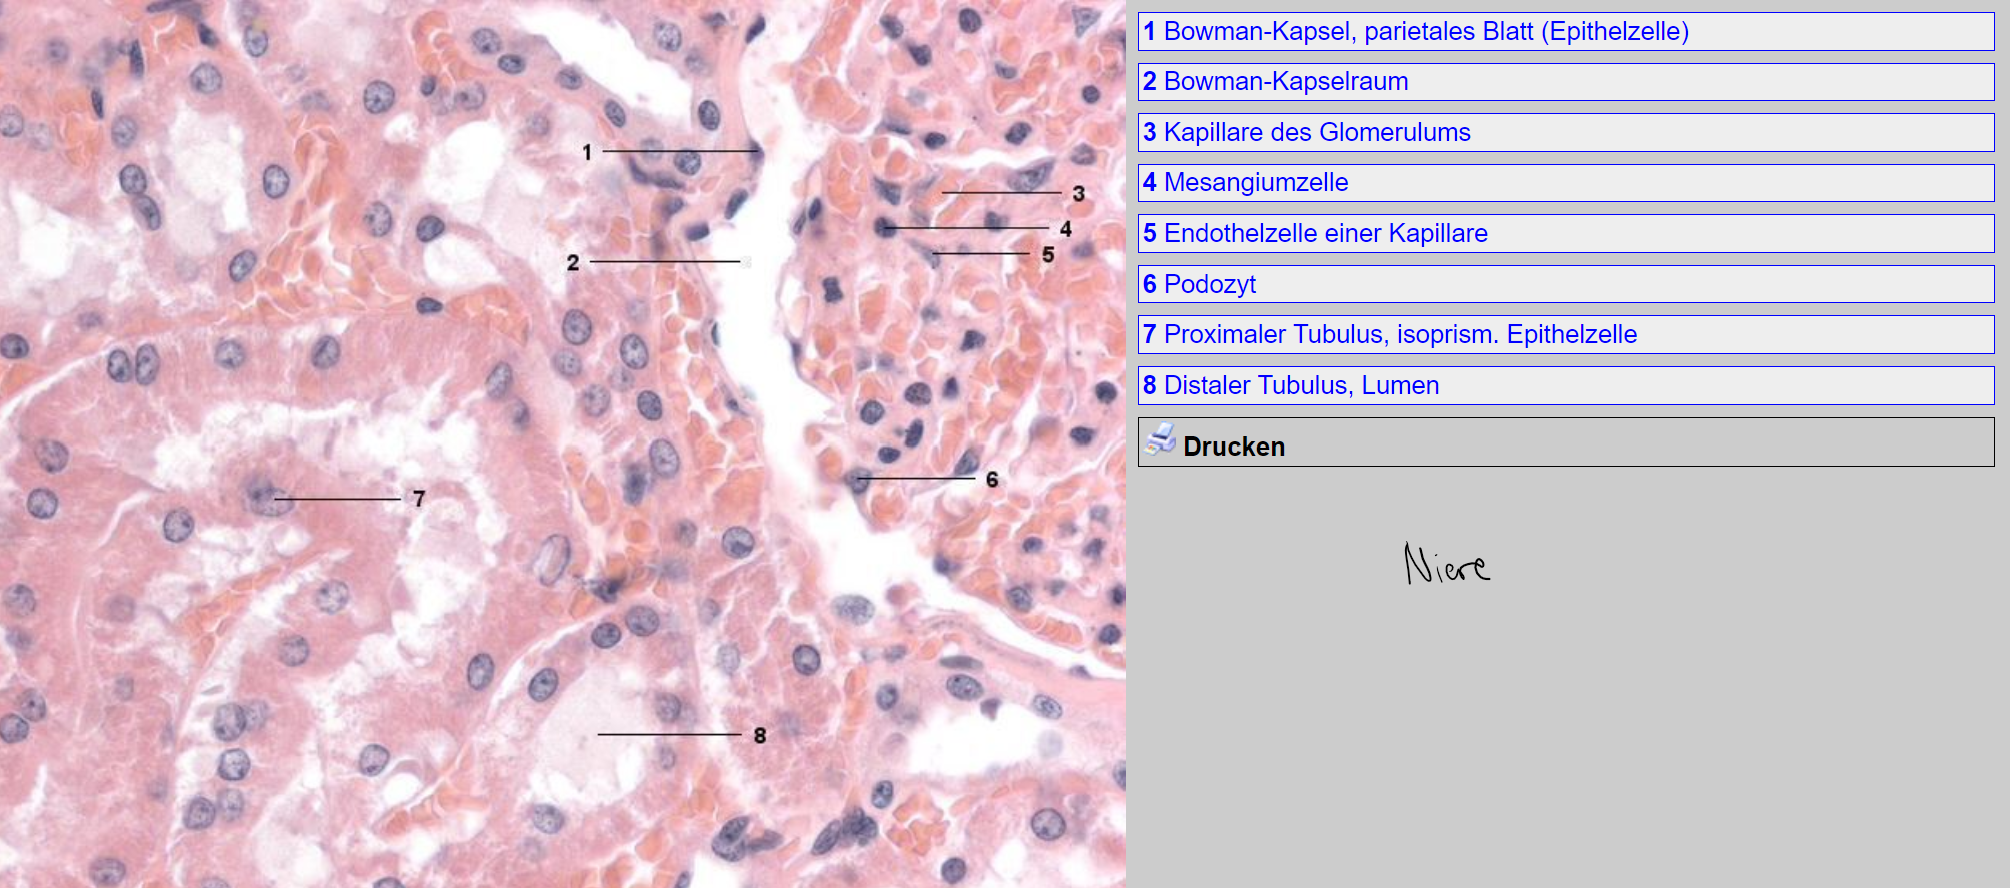 1
2
3
4
5
6
7
8
1 Bowman-Kapsel, parietales Blatt (Epithelzelle)
2 Bowman-Kapselraum
3 Kapillare des Glomerulums
4 Mesangiumzelle
5 Endothelzelle einer Kapillare
6 Podozyt
7 Proximaler Tubulus, isoprism. Epithelzelle
8 Distaler Tubulus, Lumen
Drucken
Niere